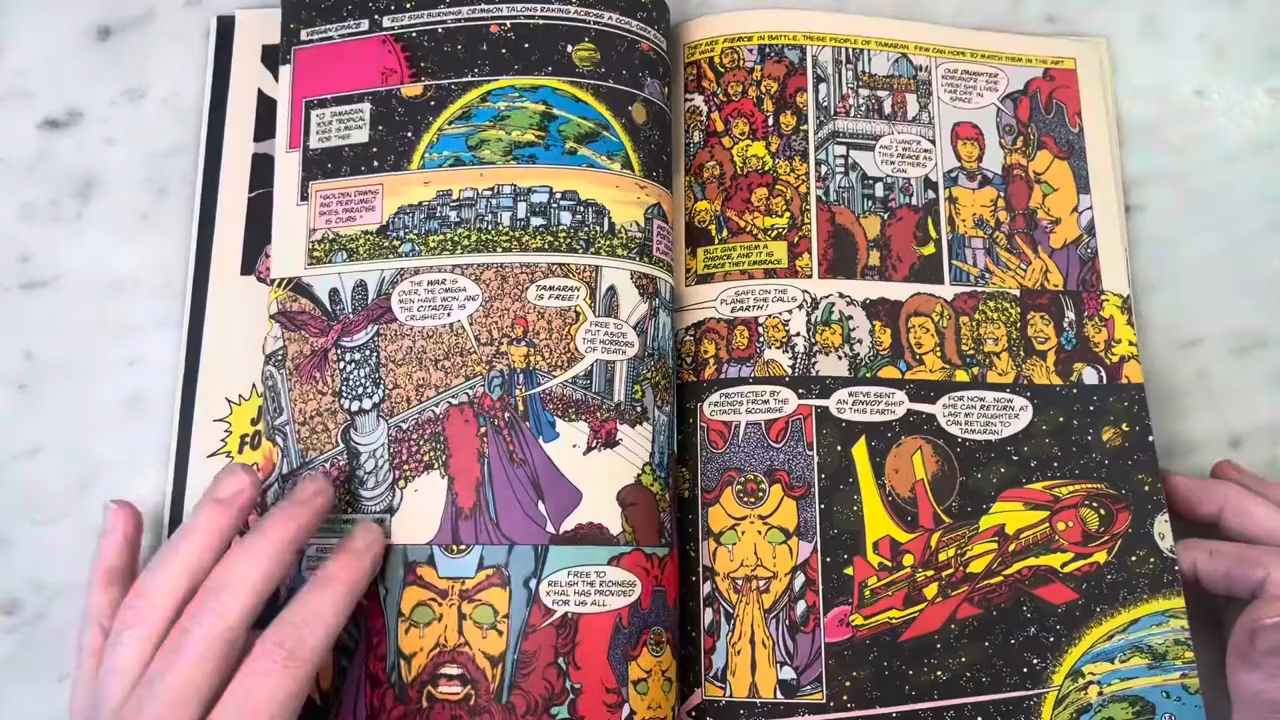 VEGAN SPACE:
"RED STAR BURNING, CRIMSON TALONS RAKING ACROSS A COAL-DARK
"O TAMARAN,
YOUR TROPICAL
KISS IS MEANT
FOR THEE.
"GOLDEN DAWNS
AND PERFUMED
SKIES, PARADISE
IS OURS."
THE WAR IS
OVER, THE OMEGA
MEN HAVE WON, AND
THE CITADEL IS
CRUSHED.*
TAMARAN
IS FREE!
FREE TO
PUT ASIDE
THE HORRORS
OF DEATH.
FREE TO
RELISH THE RICHNESS
X'HAL HAS PROVIDED
FOR US ALL.
THEY ARE FIERCE IN BATTLE, THESE PEOPLE OF TAMARAN. FEW CAN HOPE TO MATCH THEM IN THE ART
OF WAR.
BUT GIVE THEM A
CHOICE, AND IT IS
PEACE THEY EMBRACE.
LUAND'R
AND I WELCOME
THIS PEACE AS
FEW OTHERS
CAN.
OUR DAUGHTER
KORIAND'R--SHE
LIVES! SHE LIVES
FAR OFF IN
SPACE...
...SAFE ON THE
PLANET SHE CALLS
EARTH!
PROTECTED BY
FRIENDS FROM THE
CITADEL SCOURGE.
WE'VE SENT
AN ENVOY SHIP
TO THIS EARTH.
FOR NOW...NOW
SHE CAN RETURN. AT
LAST MY DAUGHTER
CAN RETURN TO
TAMARAN!